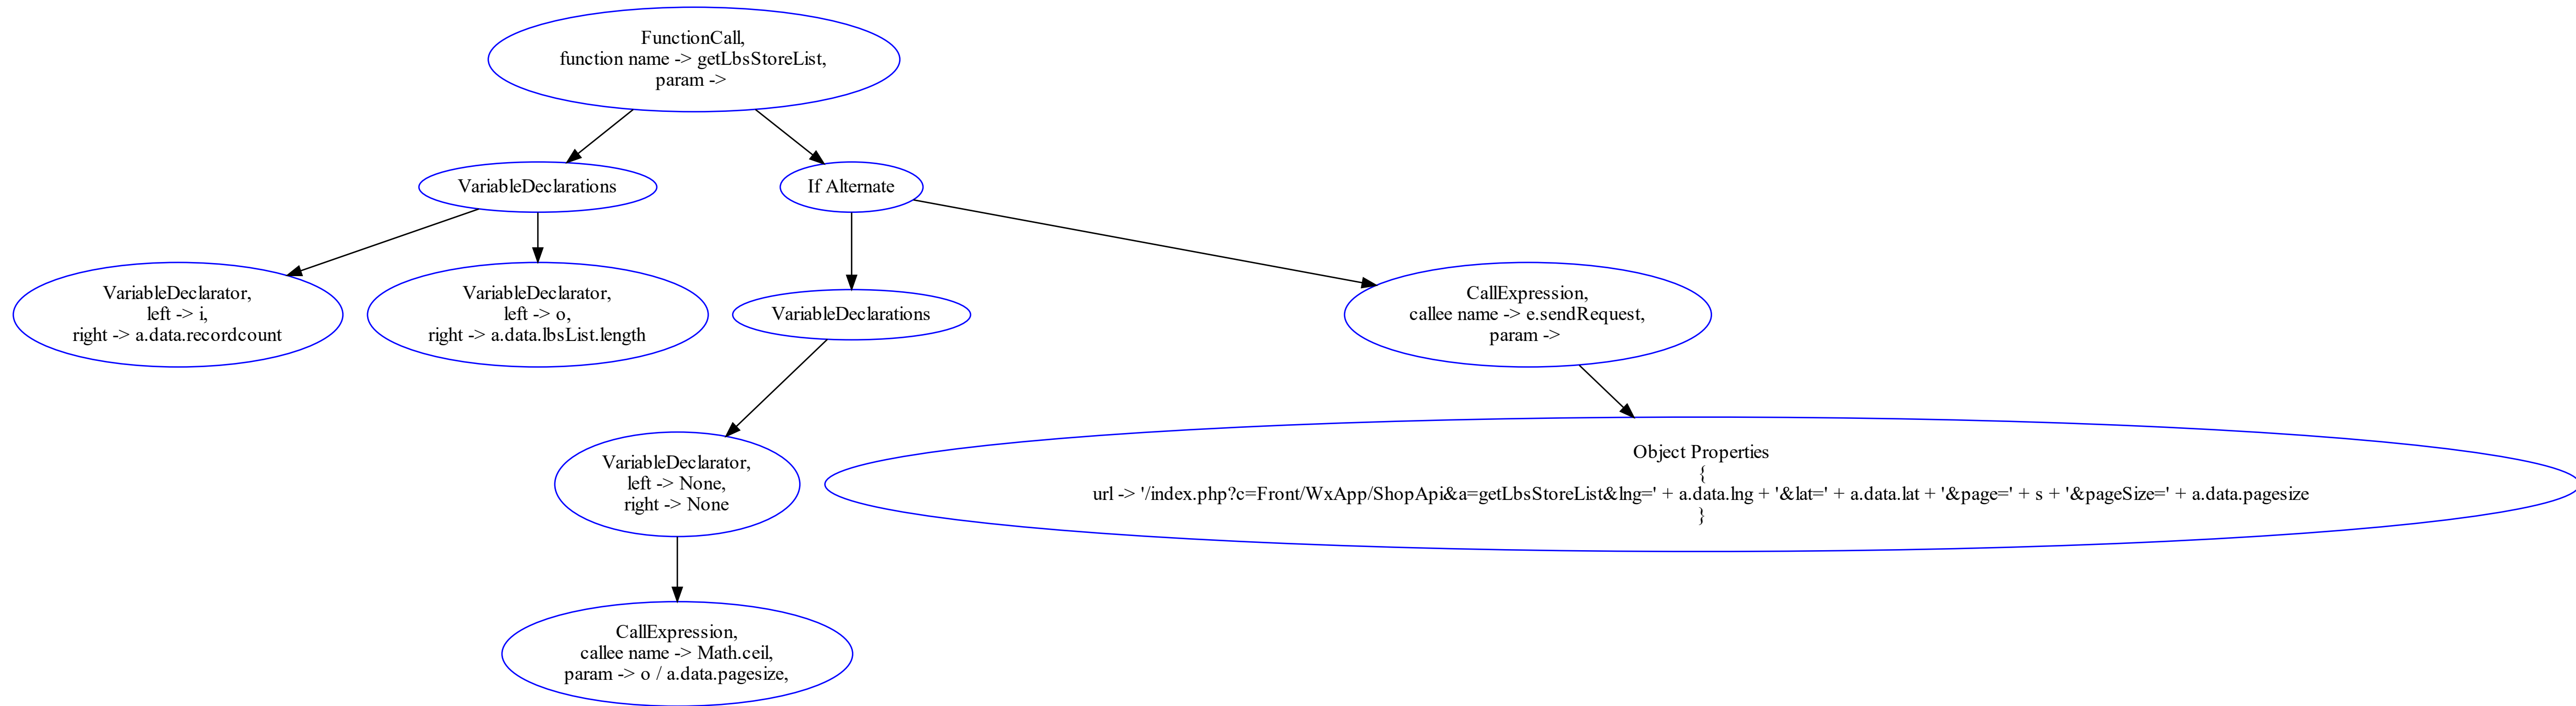 FunctionCall,
function name -> getLbsStoreList,
param ->
VariableDeclarations
If Alternate
VariableDeclarator,
left -> i,
right -> a.data.recordcount
VariableDeclarator,
left -> o,
right -> a.data.lbsList.length
VariableDeclarations
CallExpression,
callee name -> e.sendRequest,
param ->
VariableDeclarator,
left -> None,
right -> None
Object Properties
{
url -> '/index.php?c=Front/WxApp/ShopApi&a=getLbsStoreList&lng=' + a.data.lng + '&lat=' + a.data.lat + '&page=' + s + '&pageSize=' + a.data.pagesize
}
CallExpression,
callee name -> Math.ceil,
param -> o / a.data.pagesize,